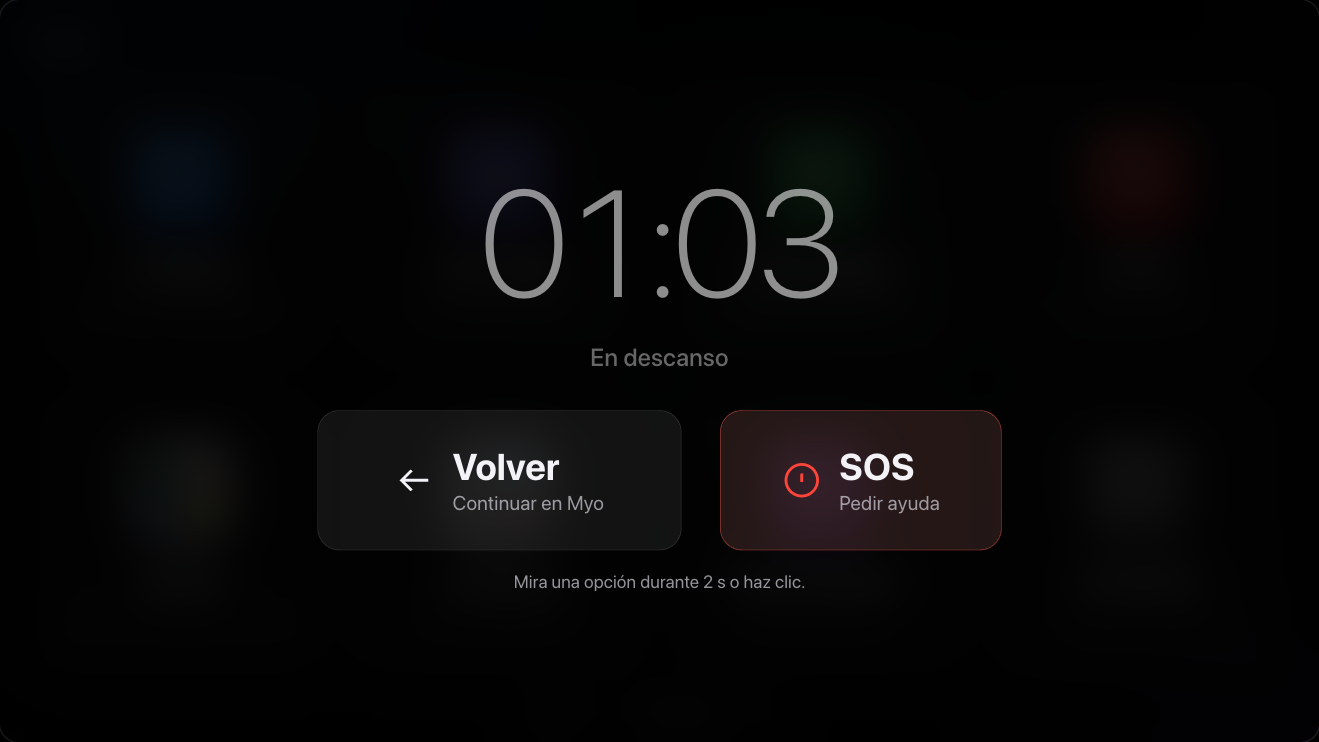 01:03
En descanso
Volver
Continuar en Myo
SOS
Pedir ayuda
Mira una opción durante 2 s o haz clic.